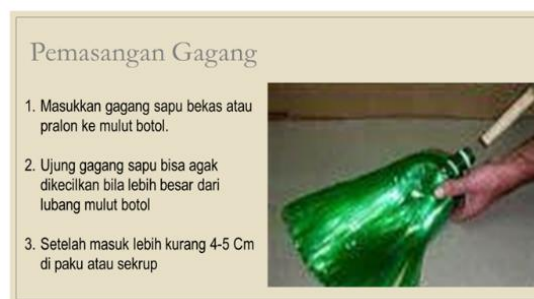 Pemasangan Gagang
1. Masukkan gagang sapu bekas atau
pralon ke mulut botol.
2. Ujung gagang sapu bisa agak
dikecilkan bila lebih besar dari
lubang mulut botol
3. Setelah masuk lebih kurang 4-5 Cm
di paku atau sekrup